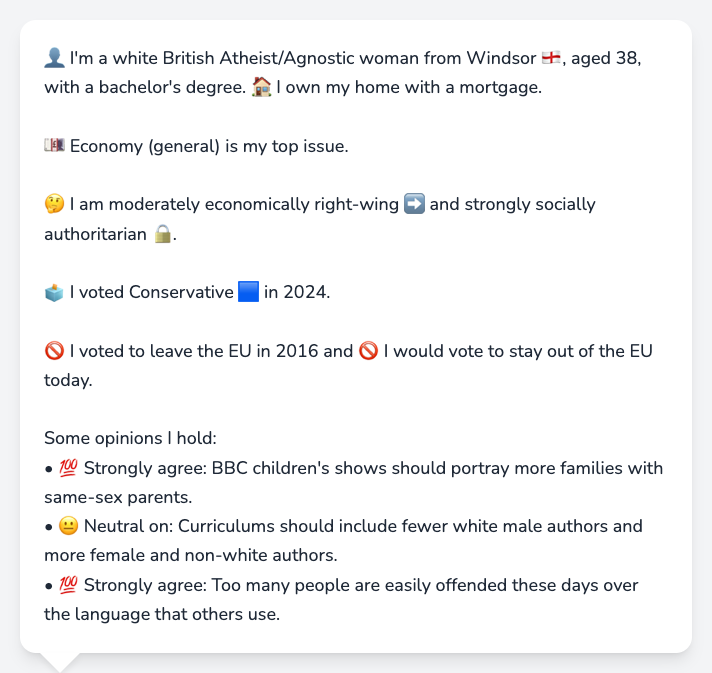 👤 I'm a white British Atheist/Agnostic woman from Windsor 🏴󠁧󠁢󠁥󠁮󠁧󠁿, aged 38,
with a bachelor's degree. 🏠 I own my home with a mortgage.
💷 Economy (general) is my top issue.
🤔 I am moderately economically right-wing ➡️ and strongly socially
authoritarian 🔒.
🗳️ I voted Conservative 🟦 in 2024.
🚫 I voted to leave the EU in 2016 and 🚫 I would vote to stay out of the EU
today.
Some opinions I hold:
• 💯 Strongly agree: BBC children's shows should portray more families with
same-sex parents.
• 😐 Neutral on: Curriculums should include fewer white male authors and
more female and non-white authors.
• 💯 Strongly agree: Too many people are easily offended these days over
the language that others use.